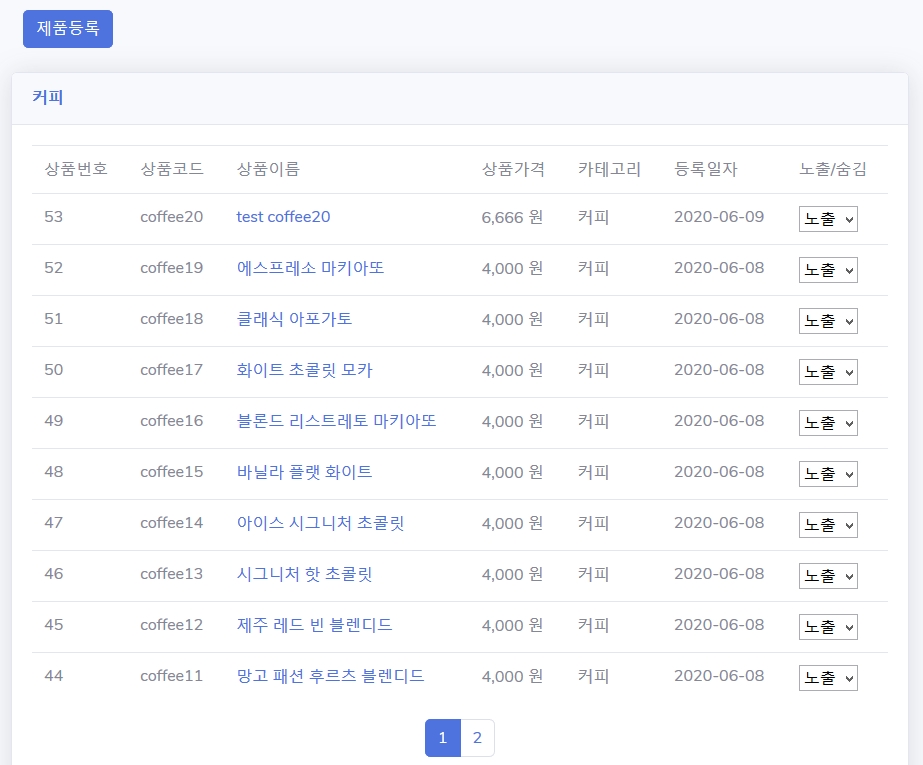 제품등록
커피
상품번호 상품코드 상품이름 상품가격 카테고리 등록일자 노출/숨김
53 coffee20 test coffee20 6,666 원 커피 2020-06-09 노출
52 coffee19 에스프레소 마키아또 4,000 원 커피 2020-06-08 노출
51 coffee18 클래식 아포가토 4,000 원 커피 2020-06-08 노출
50 coffee17 화이트 초콜릿 모카 4,000 원 커피 2020-06-08 노출
49 coffee16 블론드 리스트레토 마키아또 4,000 원 커피 2020-06-08 노출
48 coffee15 바닐라 플랫 화이트 4,000 원 커피 2020-06-08 노출
47 coffee14 아이스 시그니처 초콜릿 4,000 원 커피 2020-06-08 노출
46 coffee13 시그니처 핫 초콜릿 4,000 원 커피 2020-06-08 노출
45 coffee12 제주 레드 빈 블렌디드 4,000 원 커피 2020-06-08 노출
44 coffee11 망고 패션 후르츠 블렌디드 4,000 원 커피 2020-06-08 노출
1 2